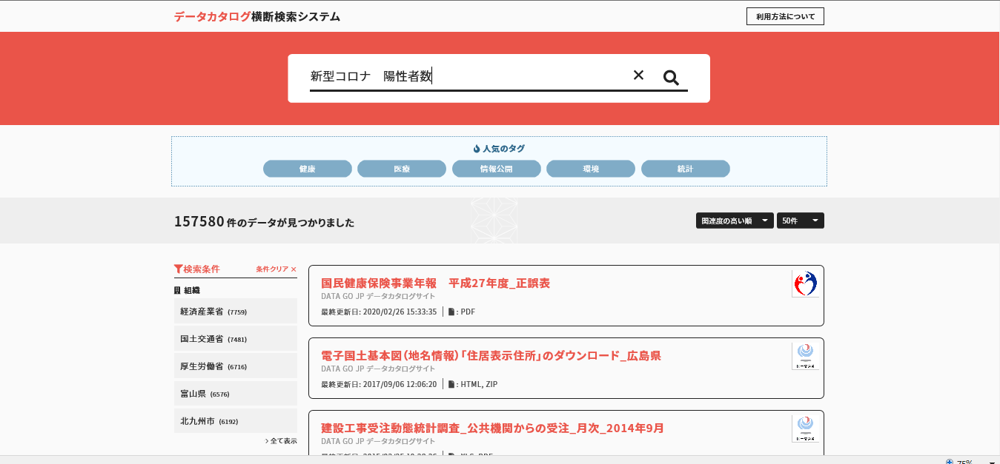 データカタログ横断検索システム
利用方法について
新型コロナ　陽性者数
人気のタグ
健康 医療 情報公開 環境 統計
157580 件のデータが見つかりました
関連度の高い順 50件
検索条件 条件クリア ×
組織
経済産業省 (7759)
国土交通省 (7481)
厚生労働省 (6716)
富山県 (6576)
北九州市 (6192)
> 全て表示
国民健康保険事業年報　平成27年度_正誤表
DATA GO JP データカタログサイト
最終更新日: 2020/02/26 15:33:35 | : PDF
電子国土基本図(地名情報)「住居表示住所」のダウンロード_広島県
DATA GO JP データカタログサイト
最終更新日: 2017/09/06 12:06:20 | : HTML, ZIP
建設工事受注動態統計調査_公共機関からの受注_月次_2014年9月
DATA GO JP データカタログサイト
75%